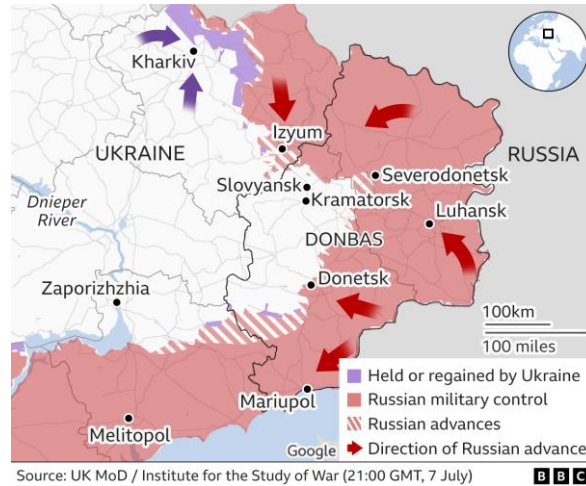 Kharkiv
Izyum
UKRAINE
RUSSIA
Slovyansk
Severodonetsk
Kramatorsk
Dnieper
River
Luhansk
DONBAS
Zaporizhzhia
Donetsk
100km
100 miles
Held or regained by Ukraine
Mariupol
Russian military control
Melitopol
Russian advances
Google
Direction of Russian advance
Source: UK MoD / Institute for the Study of War (21:00 GMT, 7 July)
BBC